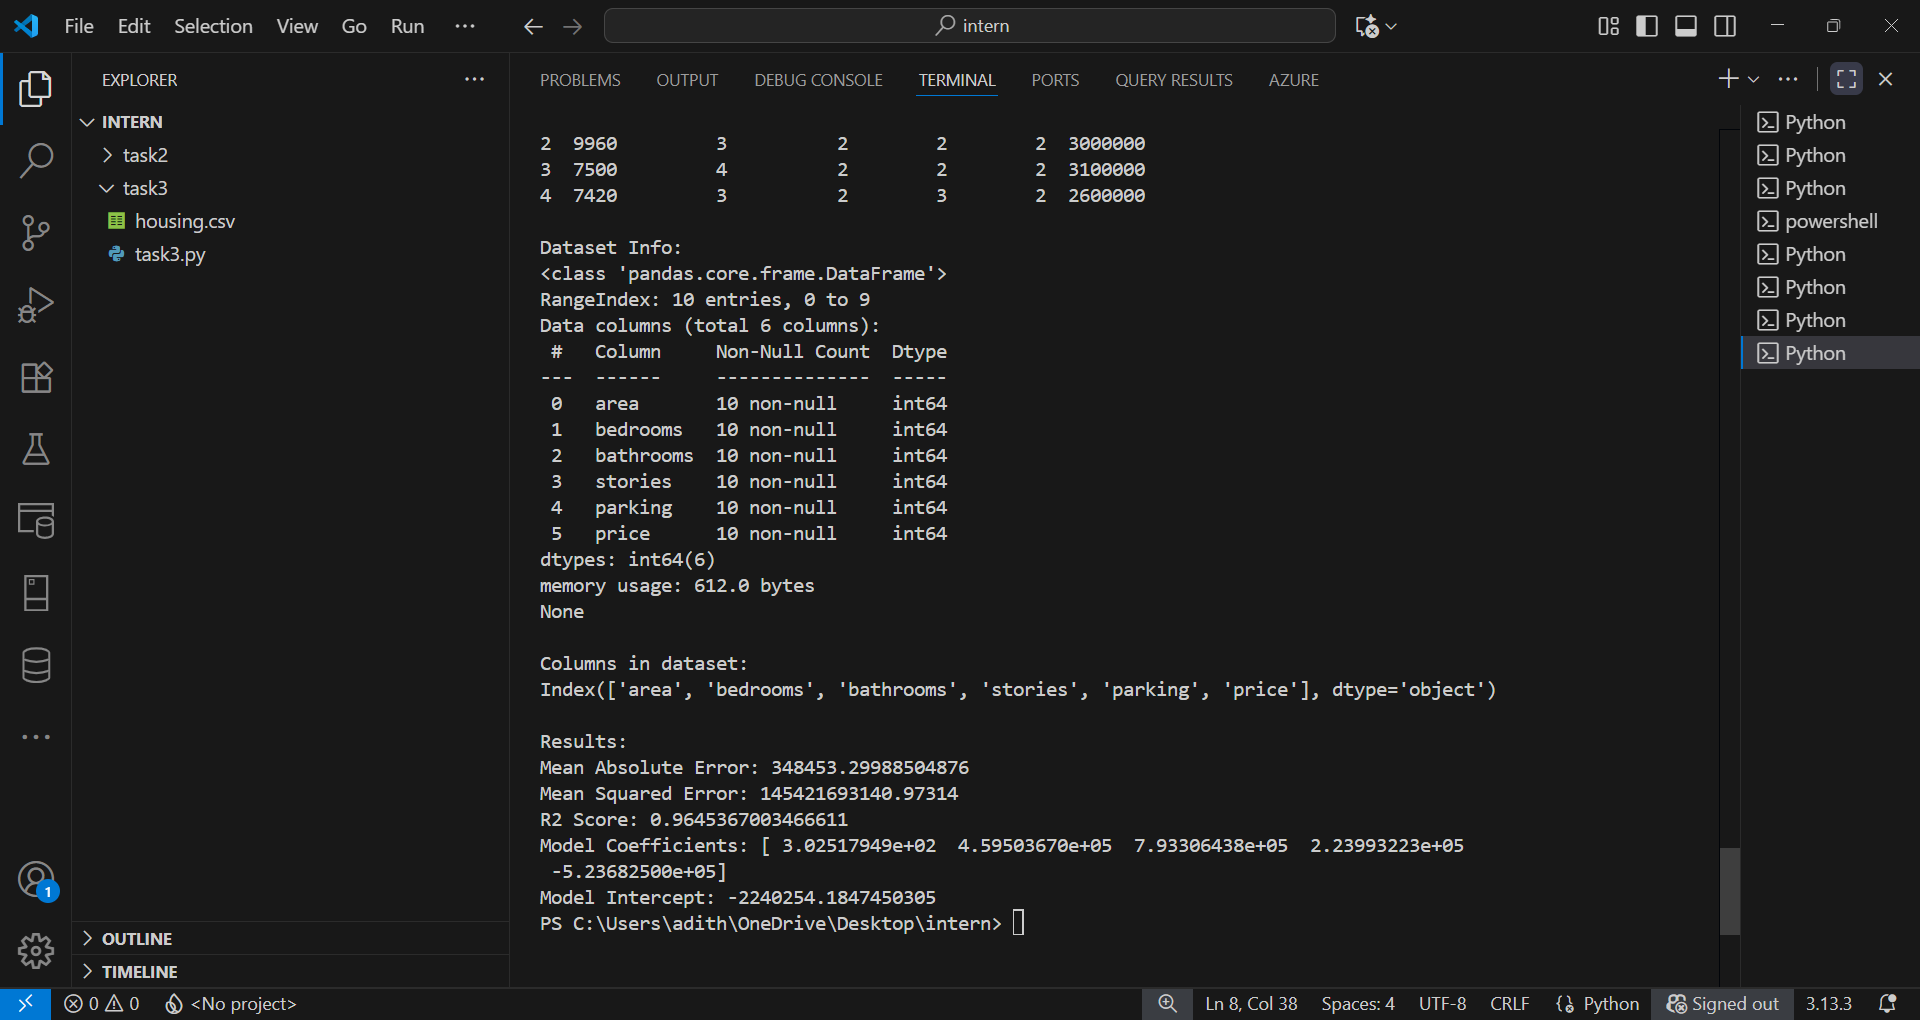 File Edit Selection View Go Run ···
intern
EXPLORER
INTERN
task2
task3
housing.csv
task3.py
OUTLINE
TIMELINE
PROBLEMS OUTPUT DEBUG CONSOLE TERMINAL PORTS QUERY RESULTS AZURE
2 9960 3 2 2 2 3000000
3 7500 4 2 2 2 3100000
4 7420 3 2 3 2 2600000
Dataset Info:
<class 'pandas.core.frame.DataFrame'>
RangeIndex: 10 entries, 0 to 9
Data columns (total 6 columns):
# Column Non-Null Count Dtype
--- ------ -------------- -----
0 area 10 non-null int64
1 bedrooms 10 non-null int64
2 bathrooms 10 non-null int64
3 stories 10 non-null int64
4 parking 10 non-null int64
5 price 10 non-null int64
dtypes: int64(6)
memory usage: 612.0 bytes
None
Columns in dataset:
Index(['area', 'bedrooms', 'bathrooms', 'stories', 'parking', 'price'], dtype='object')
Results:
Mean Absolute Error: 348453.29988504876
Mean Squared Error: 145421693140.97314
R2 Score: 0.9645367003466611
Model Coefficients: [ 3.02517949e+02 4.59503670e+05 7.93306438e+05 2.23993223e+05
-5.23682500e+05]
Model Intercept: -2240254.1847450305
PS C:\Users\adith\OneDrive\Desktop\intern>
Python
Python
Python
powershell
Python
Python
Python
Python
1
0 0 <No project> Ln 8, Col 38 Spaces: 4 UTF-8 CRLF Python Signed out 3.13.3